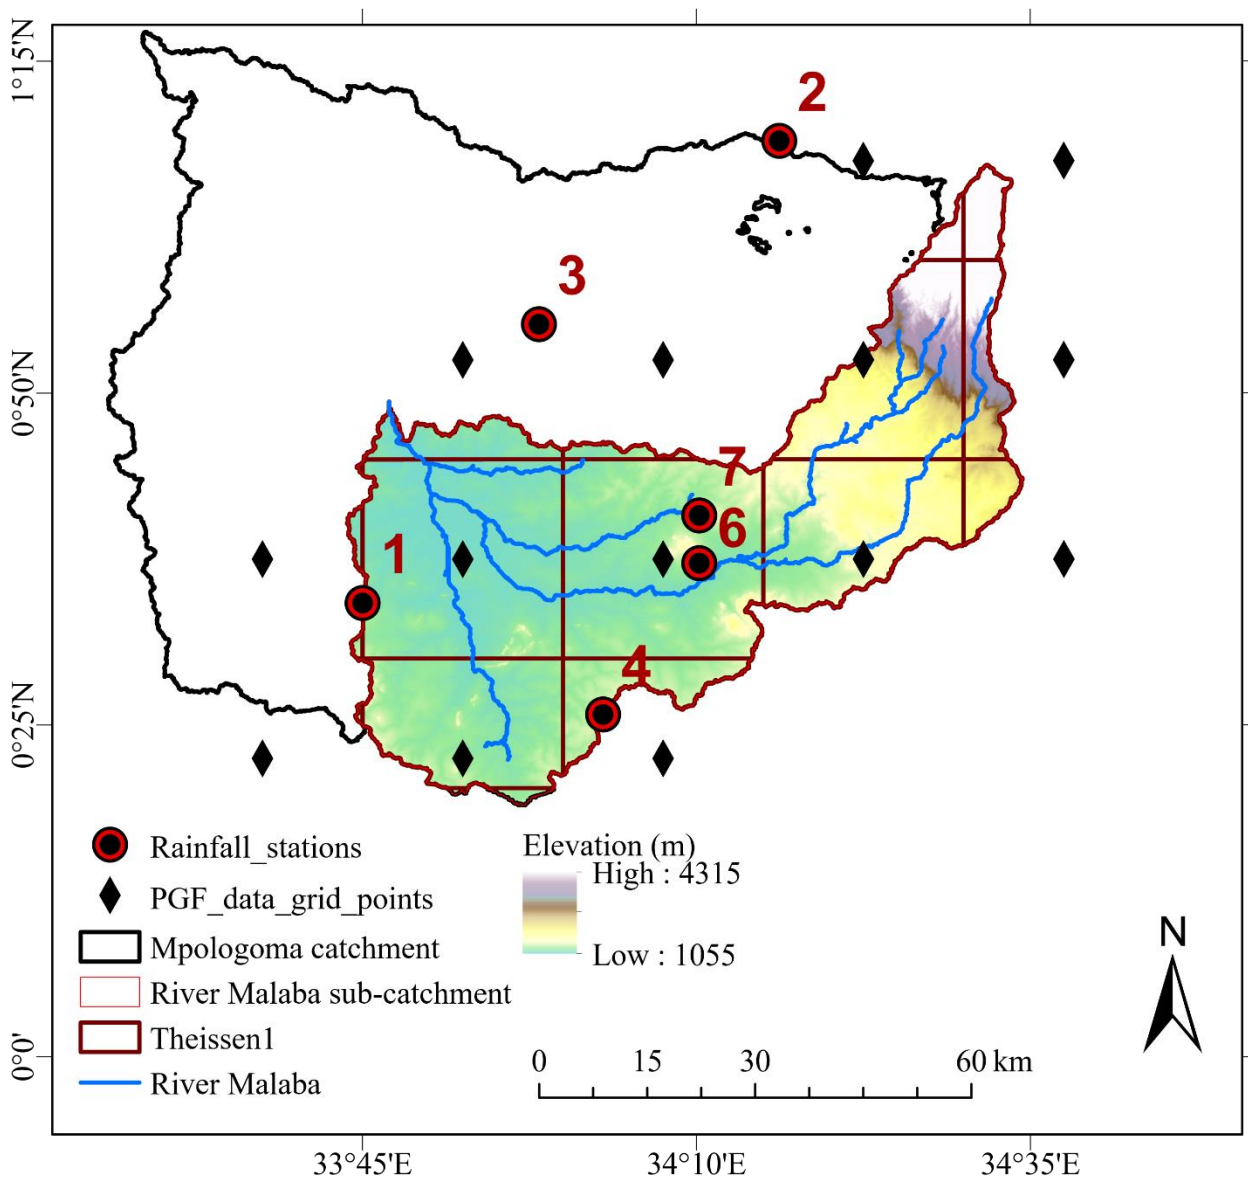 1°15'N
2
3
0°50'N
7
6
1
4
0°25'N
Rainfall_stations
PGF_data_grid_points
Mpologoma catchment
River Malaba sub-catchment
Theissen1
River Malaba
Elevation (m)
High : 4315
Low : 1055
N
0 15 30 60 km
0°0'
33°45'E 34°10'E 34°35'E